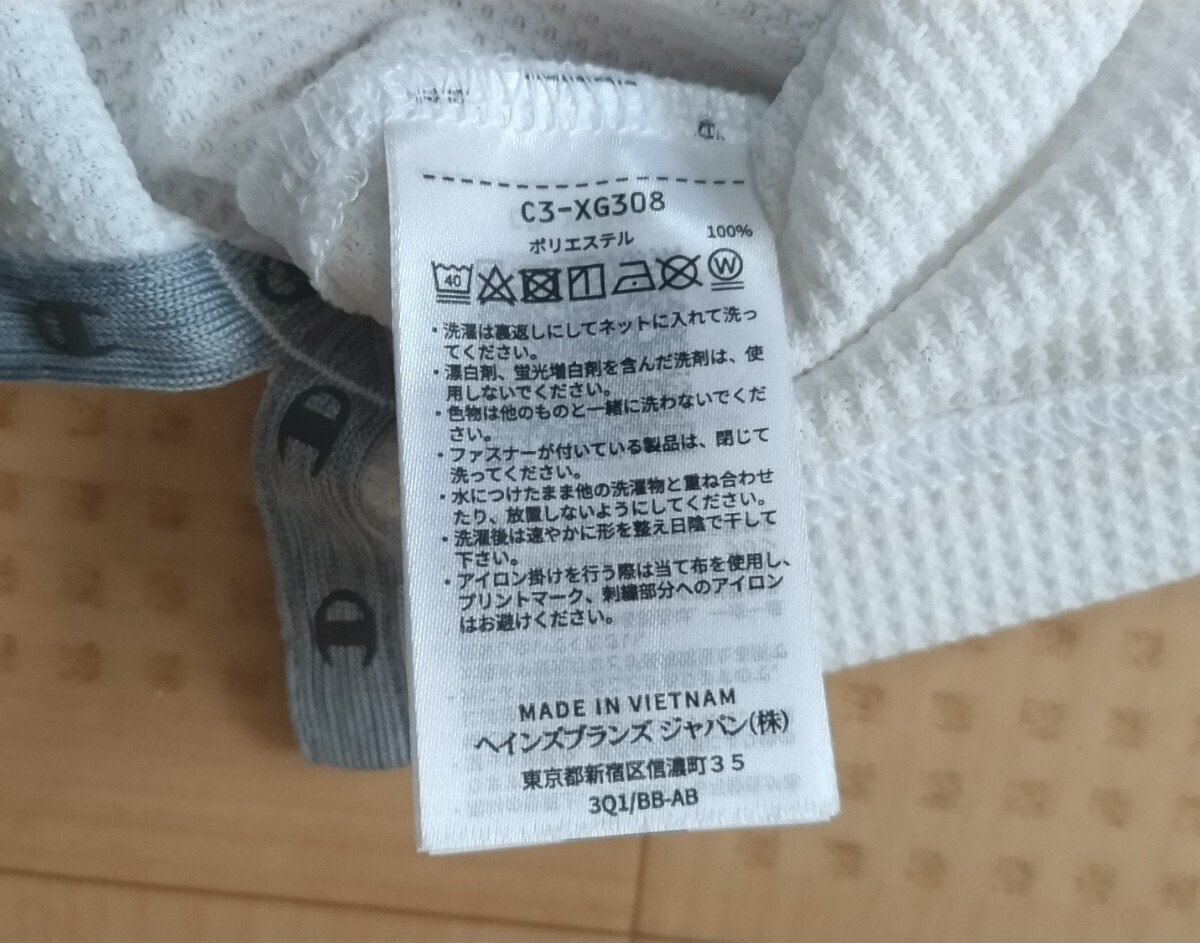 C3-XG308
ポリエステル 100%
40 W
・洗濯は裏返しにしてネットに入れて洗っ
てください。
・漂白剤、蛍光増白剤を含んだ洗剤は、使
用しないでください。
・色物は他のものと一緒に洗わないでくだ
さい。
・ファスナーが付いている製品は、閉じて
洗ってください。
・水につけたまま他の洗濯物と重ね合わせ
たり、放置しないようにしてください。
・洗濯後は速やかに形を整え日陰で干して
下さい。
・アイロン掛けを行う際は当て布を使用し、
プリントマーク、刺繍部分へのアイロン
はお避けください。
MADE IN VIETNAM
ヘインズブランズ ジャパン(株)
東京都新宿区信濃町35
3Q1/BB-AB